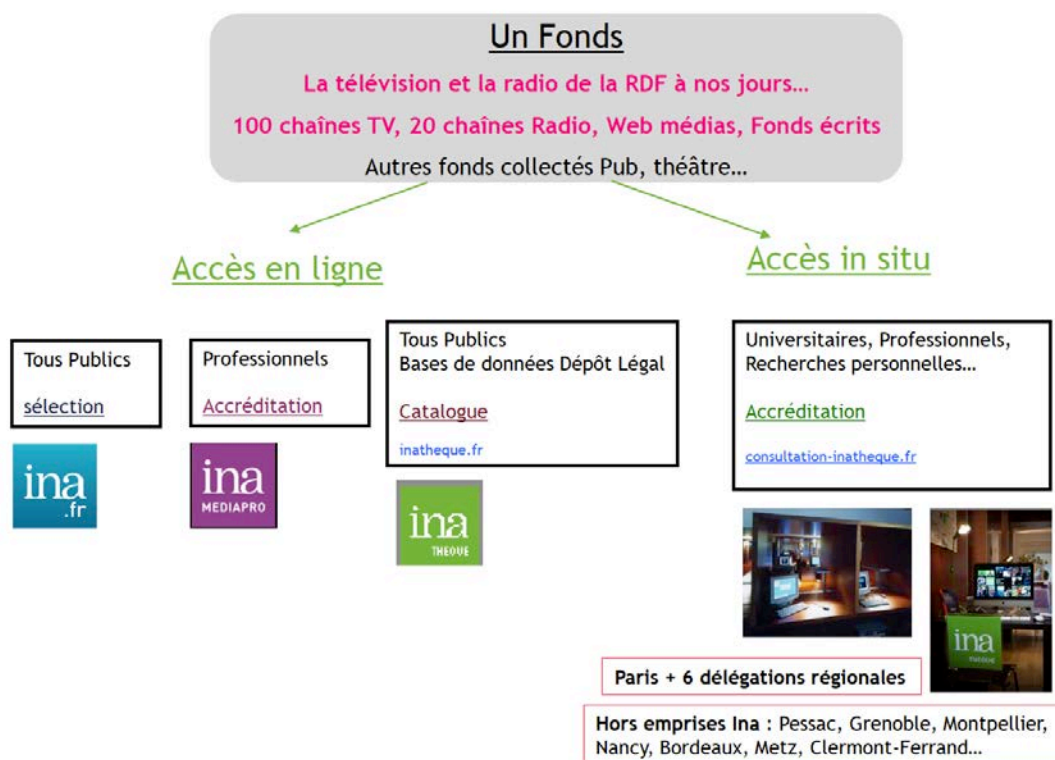 Un Fonds
La télévision et la radio de la RDF à nos jours…
100 chaînes TV, 20 chaînes Radio, Web médias, Fonds écrits
Autres fonds collectés Pub, théâtre…
Accès en ligne
Accès in situ
Tous Publics
sélection
ina
.fr
Professionnels
Accréditation
ina
MEDIAPRO
Tous Publics
Bases de données Dépôt Légal
Catalogue
inatheque.fr
ina
THEQUE
Universitaires, Professionnels,
Recherches personnelles…
Accréditation
consultation-inatheque.fr
ina
THEQUE
Paris + 6 délégations régionales
Hors emprises Ina : Pessac, Grenoble, Montpellier,
Nancy, Bordeaux, Metz, Clermont-Ferrand…